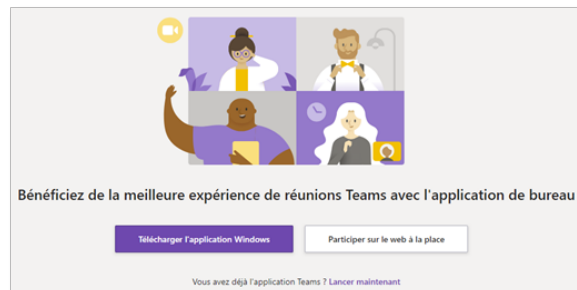 Bénéficiez de la meilleure expérience de réunions Teams avec l'application de bureau
Télécharger l'application Windows
Participer sur le web à la place
Vous avez déjà l'application Teams ? Lancer maintenant